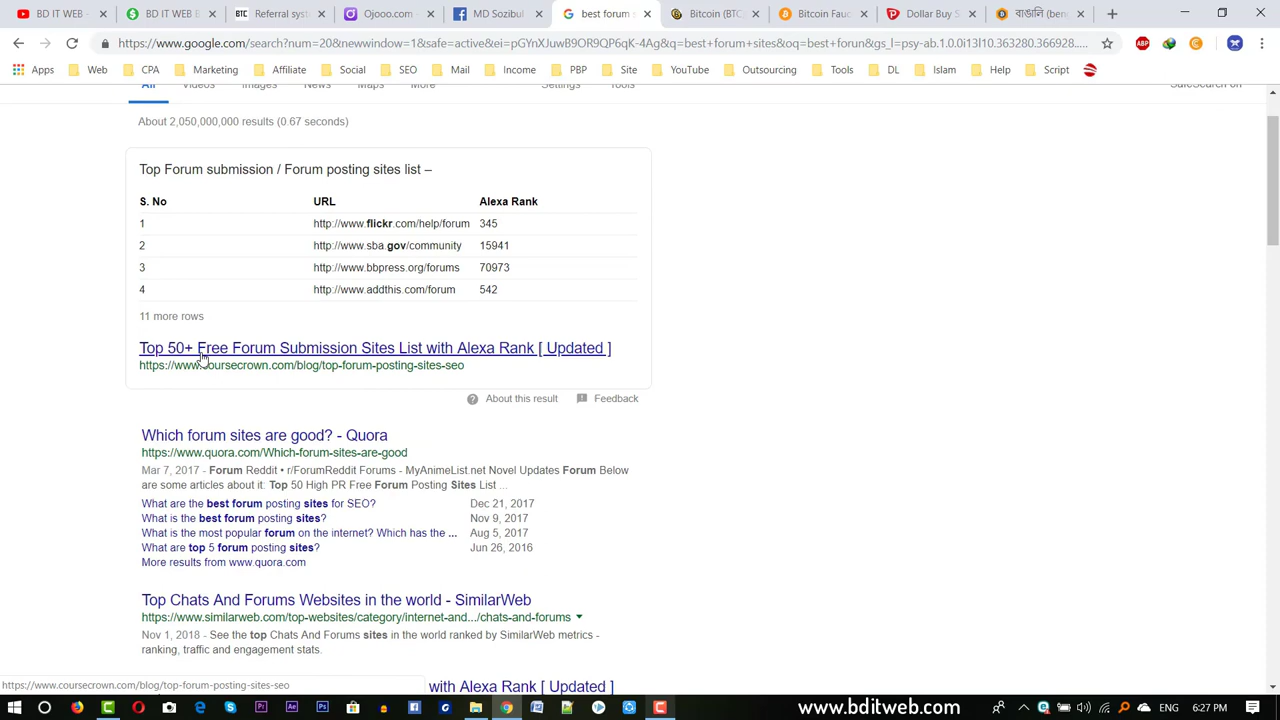 BD IT WEB
BD IT WEB B
Referral sist
Ojooo.com -
MD Sozibul
best forum s
Bitcoin (BTC
Bitcoin Fauc
Dollar Buy S
(ben
https://www.google.com/search?num=20&newwindow=1&safe=active&ei=pGYrXJuwB9OR9QP6qK-4Ag&q=best+forum+sites&oq=best+forun&gs_l=psy-ab.1.0.0i13l10.363280.366928....
Apps Web CPA Marketing Affiliate Social SEO Mail Income PBP Site YouTube Outsourcing Tools DL Islam Help Script
All Videos Images News Maps More Settings Tools SafeSearch on
About 2,050,000,000 results (0.67 seconds)
Top Forum submission / Forum posting sites list –
S. No URL Alexa Rank
1 http://www.flickr.com/help/forum 345
2 http://www.sba.gov/community 15941
3 http://www.bbpress.org/forums 70973
4 http://www.addthis.com/forum 542
11 more rows
Top 50+ Free Forum Submission Sites List with Alexa Rank [ Updated ]
https://www.coursecrown.com/blog/top-forum-posting-sites-seo
About this result Feedback
Which forum sites are good? - Quora
https://www.quora.com/Which-forum-sites-are-good
Mar 7, 2017 - Forum Reddit • r/ForumReddit Forums - MyAnimeList.net Novel Updates Forum Below
are some articles about it: Top 50 High PR Free Forum Posting Sites List ...
What are the best forum posting sites for SEO? Dec 21, 2017
What is the best forum posting sites? Nov 9, 2017
What is the most popular forum on the internet? Which has the ... Aug 5, 2017
What are top 5 forum posting sites? Jun 26, 2016
More results from www.quora.com
Top Chats And Forums Websites in the world - SimilarWeb
https://www.similarweb.com/top-websites/category/internet-and.../chats-and-forums
Nov 1, 2018 - See the top Chats And Forums sites in the world ranked by SimilarWeb metrics -
ranking, traffic and engagement stats.
https://www.coursecrown.com/blog/top-forum-posting-sites-seo
with Alexa Rank [ Updated ]
www.bditweb.com
ENG 6:27 PM